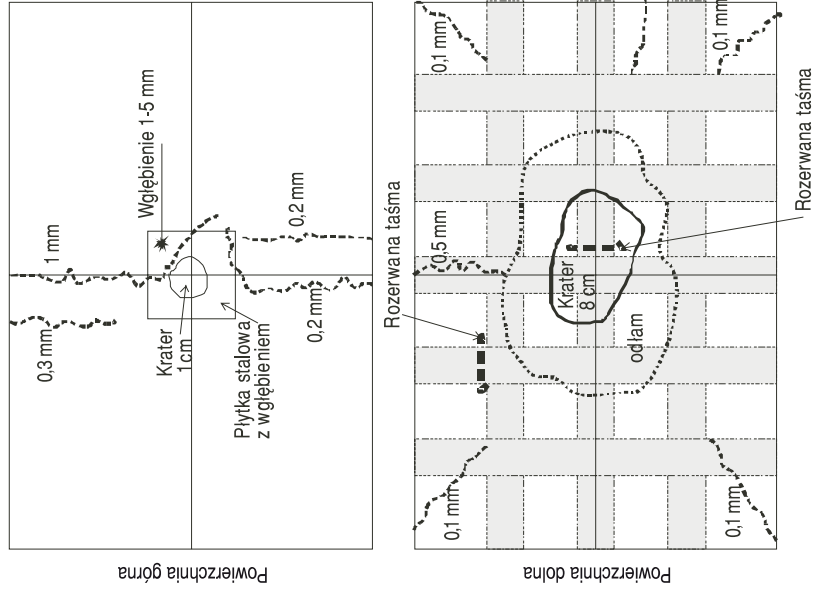 Powierzchnia górna
0,3 mm
1 mm
Wgłębienie 1-5 mm
Krater
1cm
Płytka stalowa
z wgłębieniem
0,2 mm
0,2 mm
Powierzchnia dolna
Rozerwana taśma
0,1 mm
0,5 mm
0,1 mm
Krater
8 cm
odłam
0,1 mm
0,1 mm
Rozerwana taśma